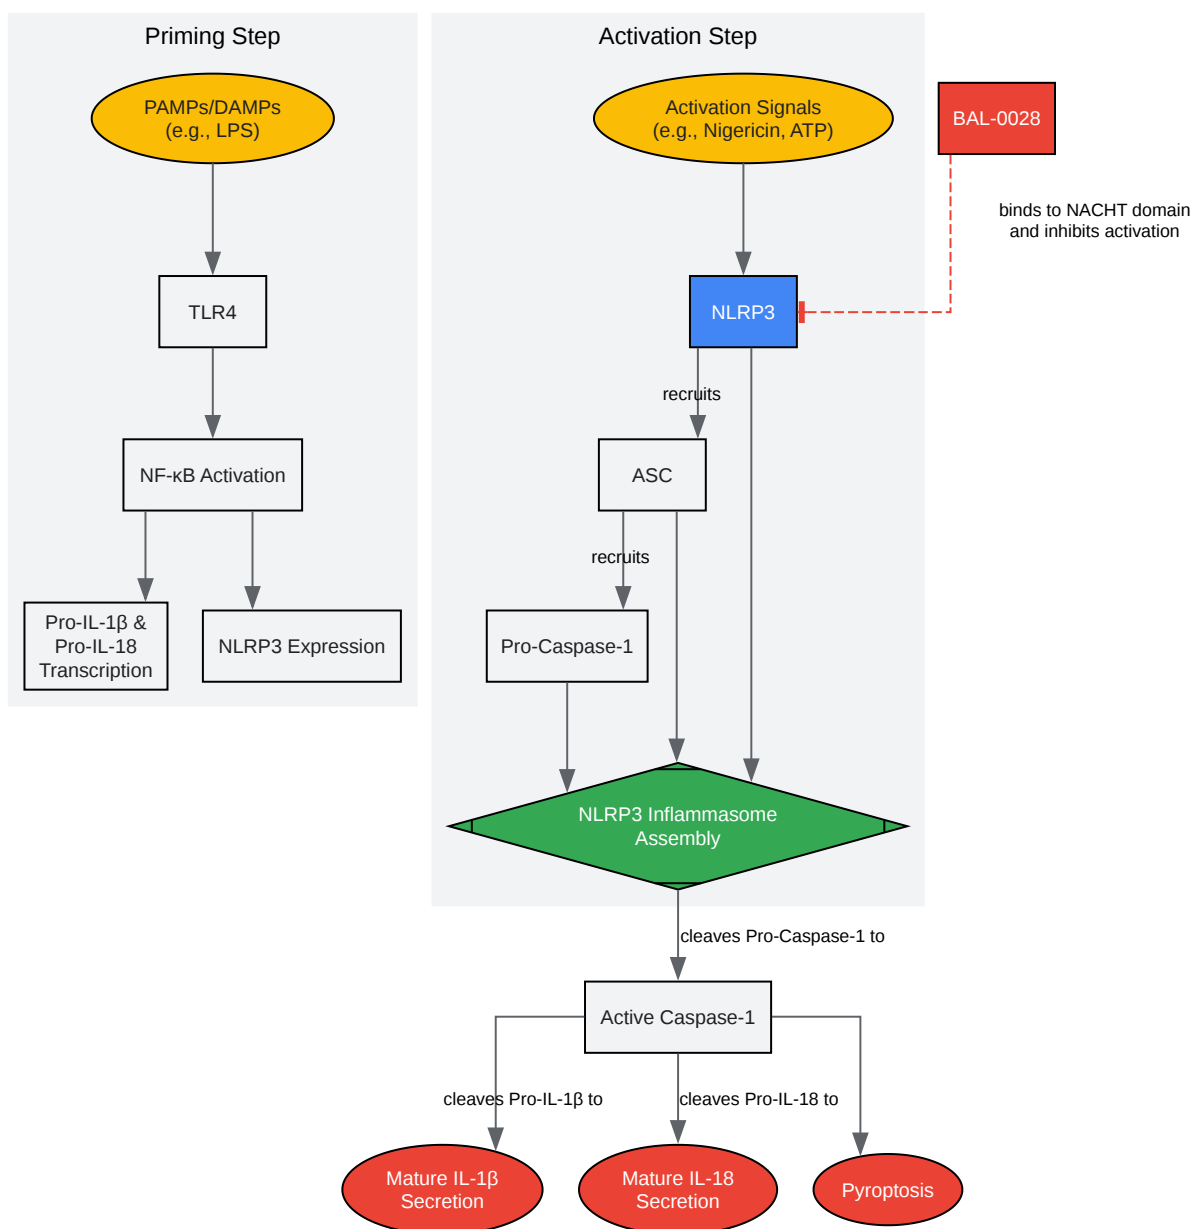 Priming Step
Activation Step
PAMPs/DAMPs
(e.g., LPS)
Activation Signals
(e.g., Nigericin, ATP)
BAL-0028
binds to NACHT domain
and inhibits activation
TLR4
NLRP3
recruits
NF-κB Activation
ASC
recruits
Pro-IL-1β &
Pro-IL-18
Transcription
NLRP3 Expression
Pro-Caspase-1
NLRP3 Inflammasome
Assembly
cleaves Pro-Caspase-1 to
Active Caspase-1
cleaves Pro-IL-1β to
cleaves Pro-IL-18 to
Mature IL-1β
Secretion
Mature IL-18
Secretion
Pyroptosis